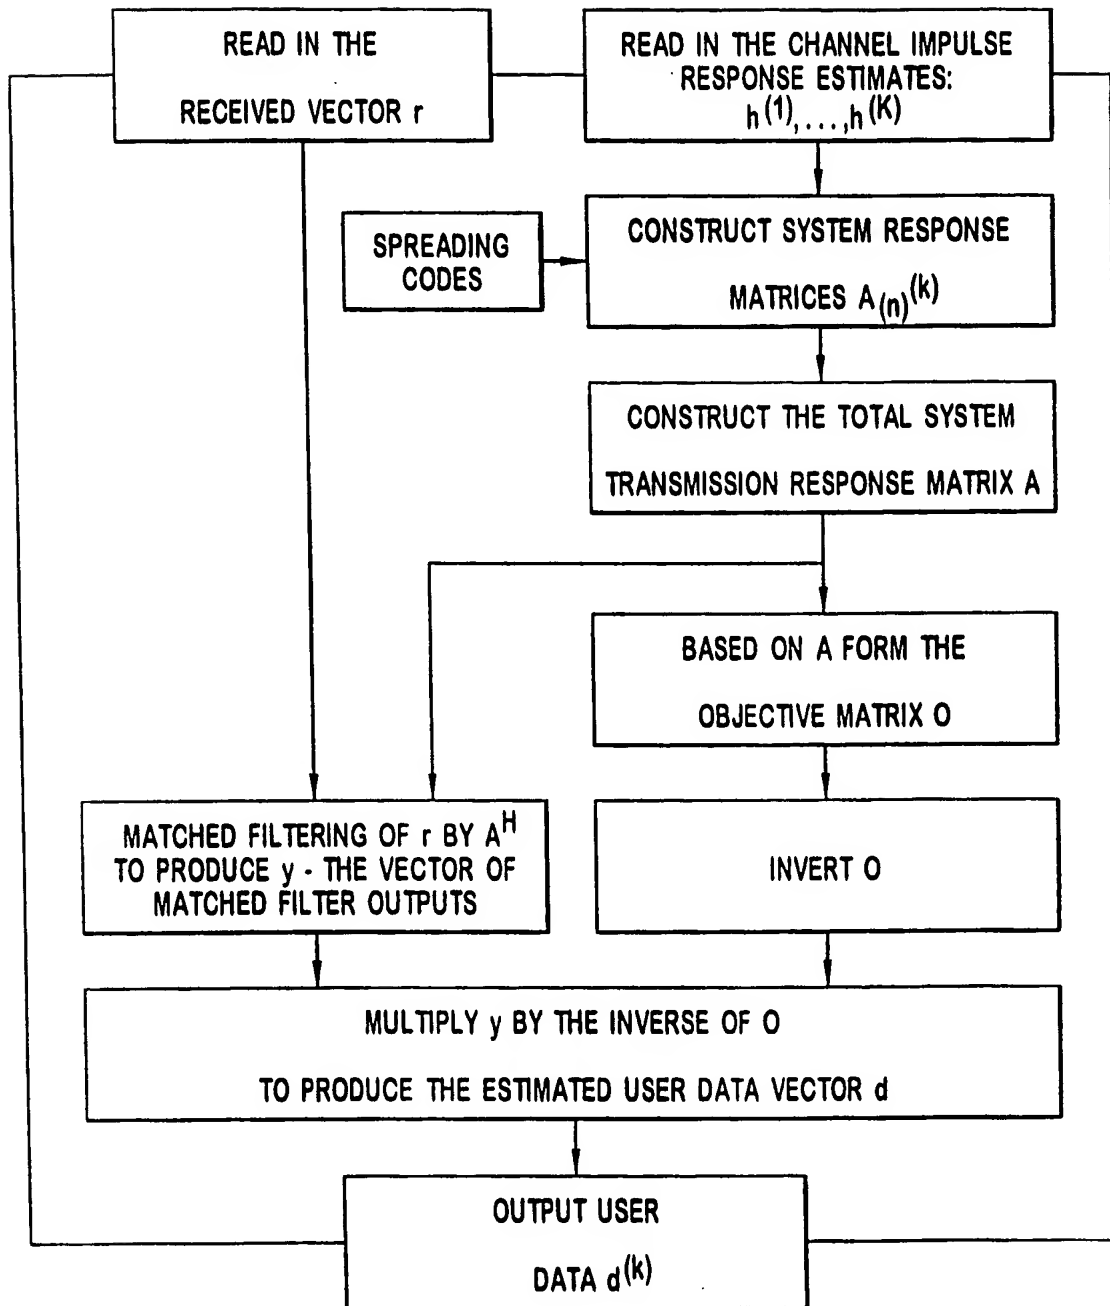 READ IN THE
RECEIVED VECTOR r
READ IN THE CHANNEL IMPULSE
RESPONSE ESTIMATES:
h(1),...,h(K)
SPREADING
CODES
CONSTRUCT SYSTEM RESPONSE
MATRICES A(n)(k)
CONSTRUCT THE TOTAL SYSTEM
TRANSMISSION RESPONSE MATRIX A
BASED ON A FORM THE
OBJECTIVE MATRIX O
MATCHED FILTERING OF r BY AH
TO PRODUCE y - THE VECTOR OF
MATCHED FILTER OUTPUTS
INVERT O
MULTIPLY y BY THE INVERSE OF O
TO PRODUCE THE ESTIMATED USER DATA VECTOR d
OUTPUT USER
DATA d(k)